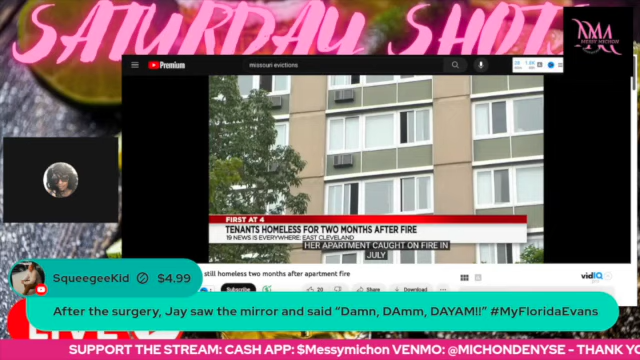 SATURDAY SHOTS
Premium
missouri evictions
FIRST AT 4
TENANTS HOMELESS FOR TWO MONTHS AFTER FIRE
19 NEWS IS EVERYWHERE: EAST CLEVELAND
HER APARTMENT CAUGHT ON FIRE IN
JULY
still homeless two months after apartment fire
vidIQ
Subscribe
Share
Download
SqueegeeKid $4.99
After the surgery, Jay saw the mirror and said “Damn, DAmm, DAYAM!!” #MyFloridaEvans
LIVE
SUPPORT THE STREAM: CASH APP: $Messymichon VENMO: @MICHONDENYSE - THANK YO